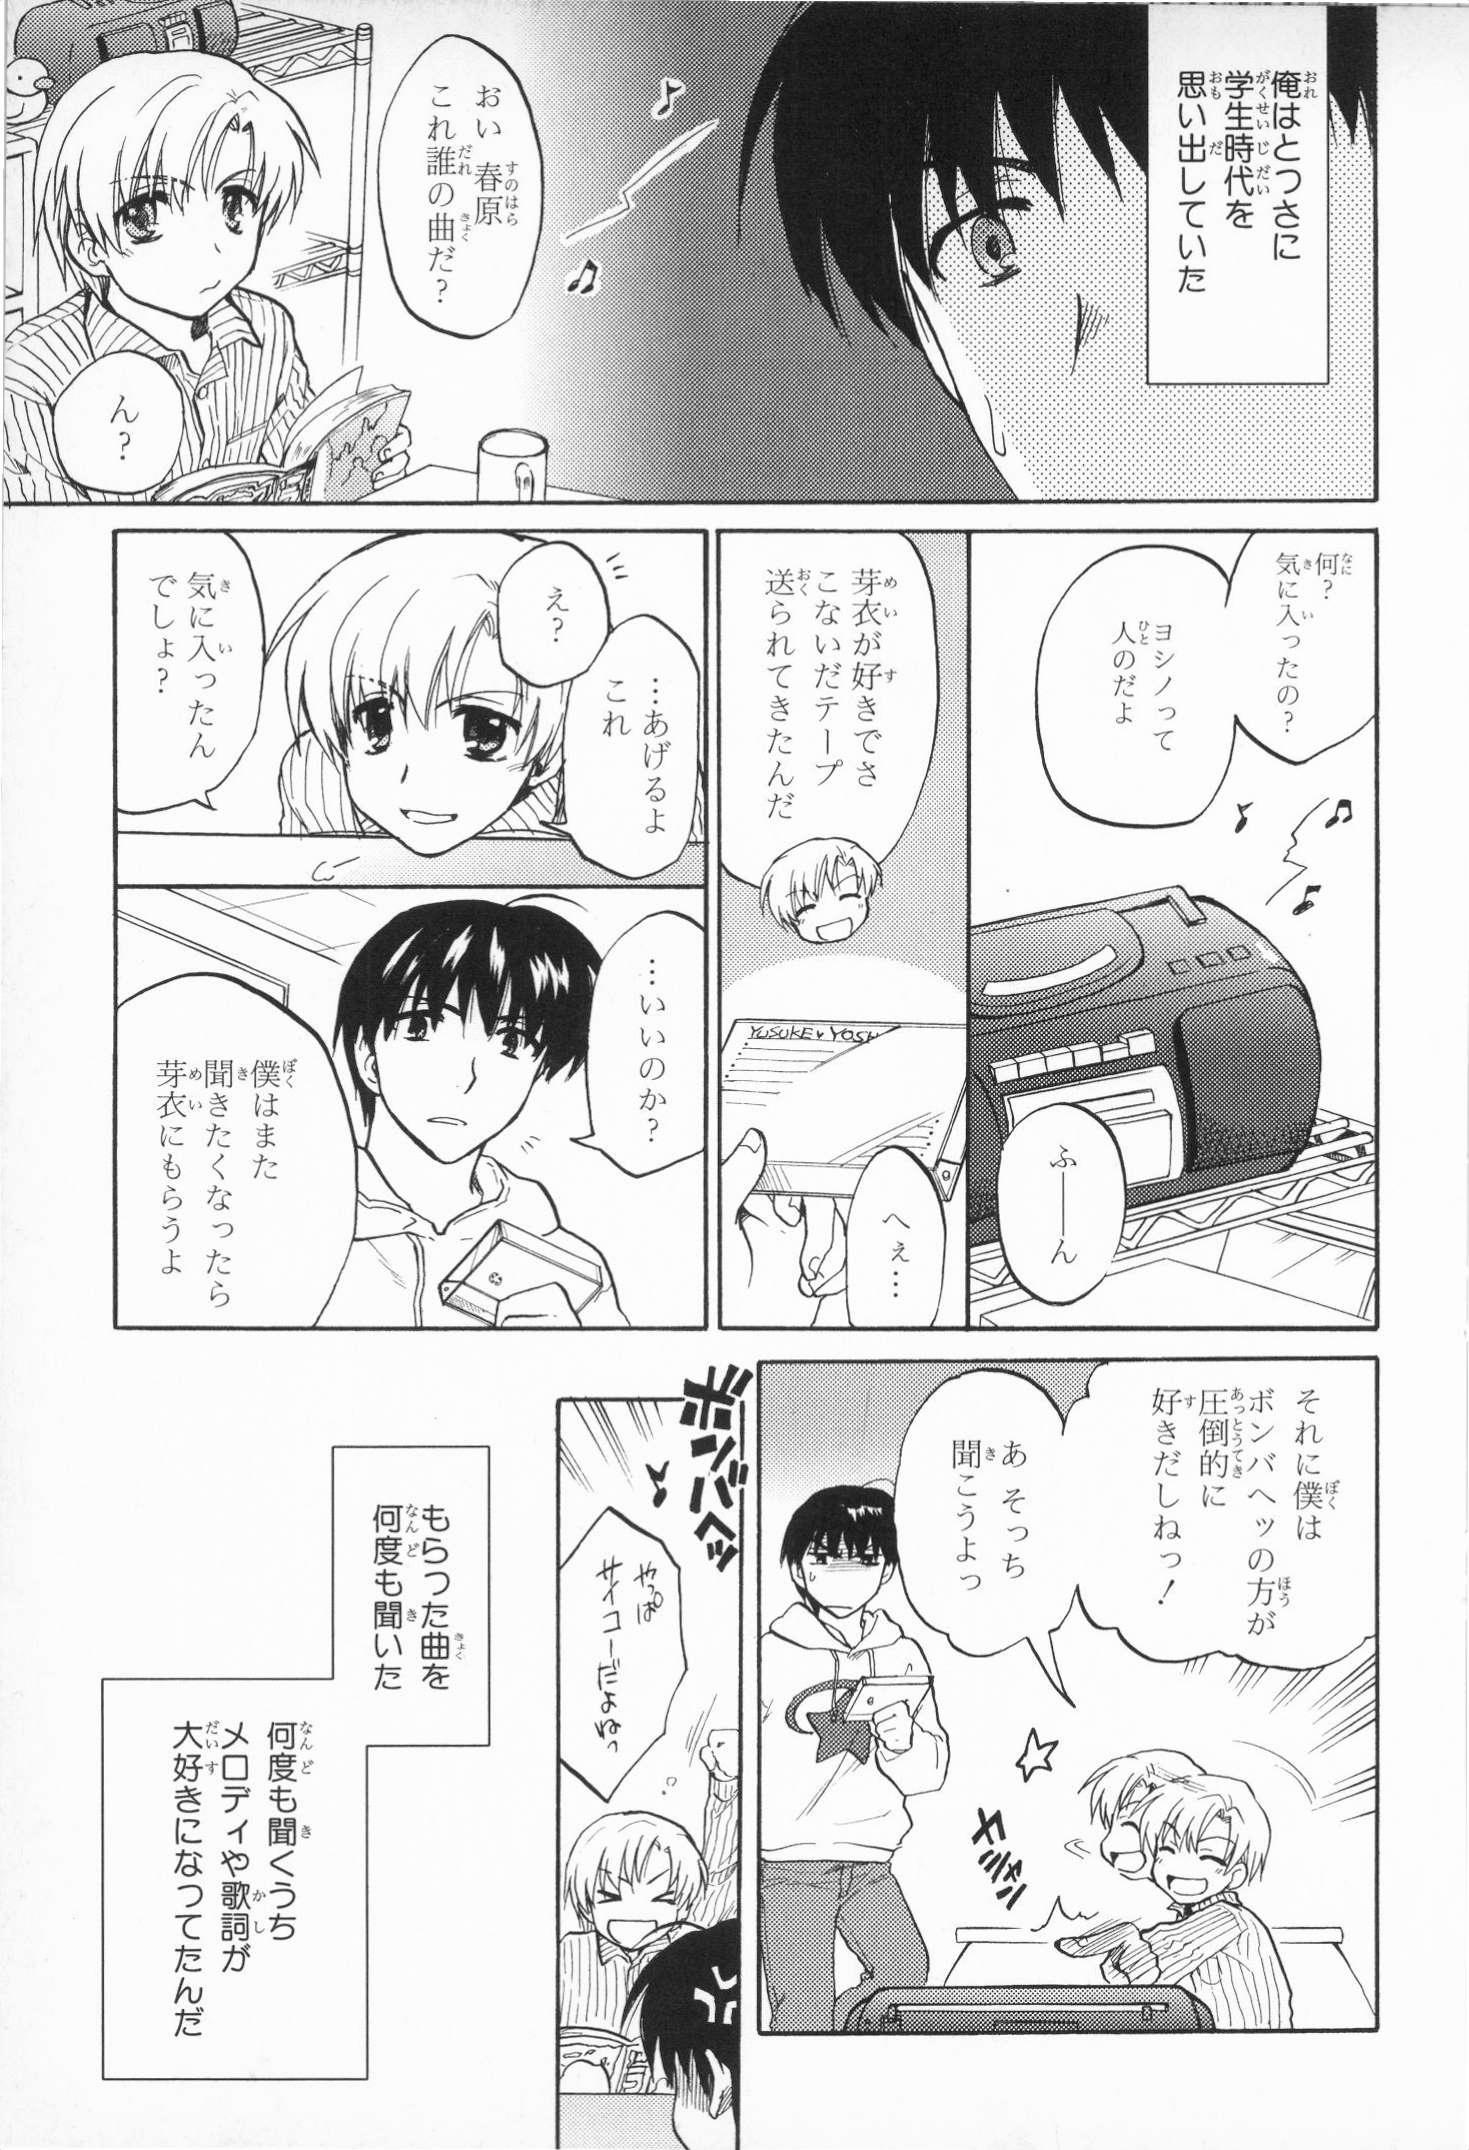 俺はとっさに
学生時代を
思い出していた
おい 春原
これ誰の曲だ？
ん？
何？
気に入ったの？
ヨシノって
人のだよ
ふーーん
芽衣が好きでさ
こないだテープ
送られてきたんだ
YUSUKE YOSH
へぇ…
え？
…あげるよ
これ
気に入ったん
でしょ？
…いいのか？
僕はまた
聞きたくなったら
芽衣にもらうよ
それに僕は
ボンバヘッの方が
圧倒的に
好きだしねっ！
あ そっち
聞こうよっ
ガシャン
ボンバヘッ
やっぱ
サイコーだよねっ
もらった曲を
何度も聞いた
何度も聞くうち
メロディや歌詞が
大好きになってたんだ